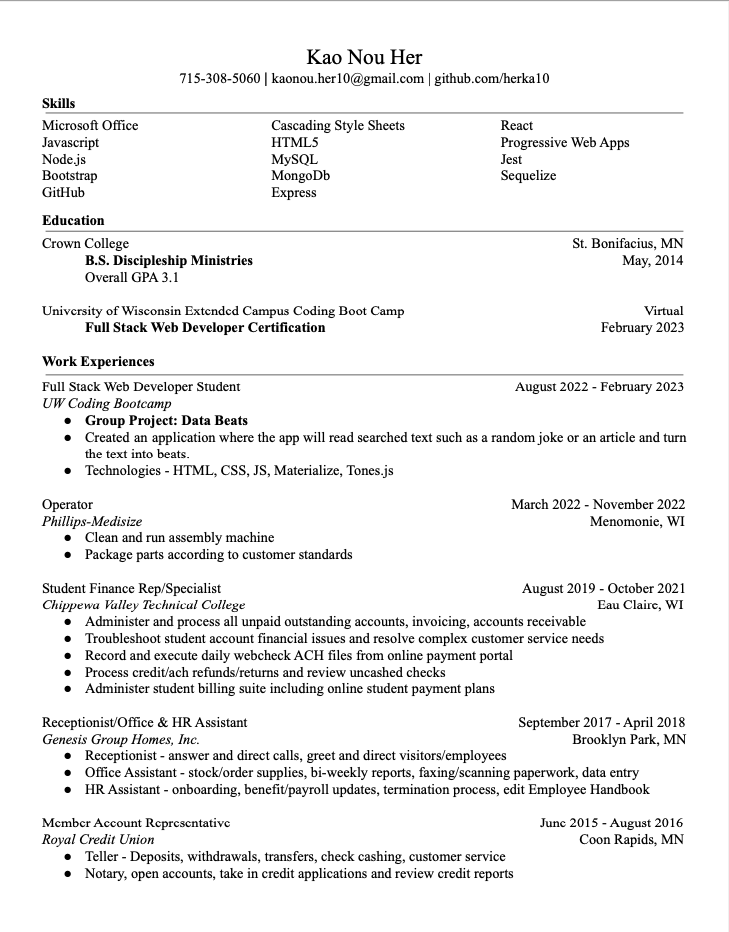 Kao Nou Her
715-308-5060 | kaonou.her10@gmail.com | github.com/herka10
Skills
Microsoft Office Cascading Style Sheets React
Javascript HTML5 Progressive Web Apps
Node.js MySQL Jest
Bootstrap MongoDb Sequelize
GitHub Express
Education
Crown College St. Bonifacius, MN
B.S. Discipleship Ministries May, 2014
Overall GPA 3.1
University of Wisconsin Extended Campus Coding Boot Camp Virtual
Full Stack Web Developer Certification February 2023
Work Experiences
Full Stack Web Developer Student August 2022 - February 2023
UW Coding Bootcamp
● Group Project: Data Beats
● Created an application where the app will read searched text such as a random joke or an article and turn
the text into beats.
● Technologies - HTML, CSS, JS, Materialize, Tones.js
Operator March 2022 - November 2022
Phillips-Medisize Menomonie, WI
● Clean and run assembly machine
● Package parts according to customer standards
Student Finance Rep/Specialist August 2019 - October 2021
Chippewa Valley Technical College Eau Claire, WI
● Administer and process all unpaid outstanding accounts, invoicing, accounts receivable
● Troubleshoot student account financial issues and resolve complex customer service needs
● Record and execute daily webcheck ACH files from online payment portal
● Process credit/ach refunds/returns and review uncashed checks
● Administer student billing suite including online student payment plans
Receptionist/Office & HR Assistant September 2017 - April 2018
Genesis Group Homes, Inc. Brooklyn Park, MN
● Receptionist - answer and direct calls, greet and direct visitors/employees
● Office Assistant - stock/order supplies, bi-weekly reports, faxing/scanning paperwork, data entry
● HR Assistant - onboarding, benefit/payroll updates, termination process, edit Employee Handbook
Member Account Representative June 2015 - August 2016
Royal Credit Union Coon Rapids, MN
● Teller - Deposits, withdrawals, transfers, check cashing, customer service
● Notary, open accounts, take in credit applications and review credit reports